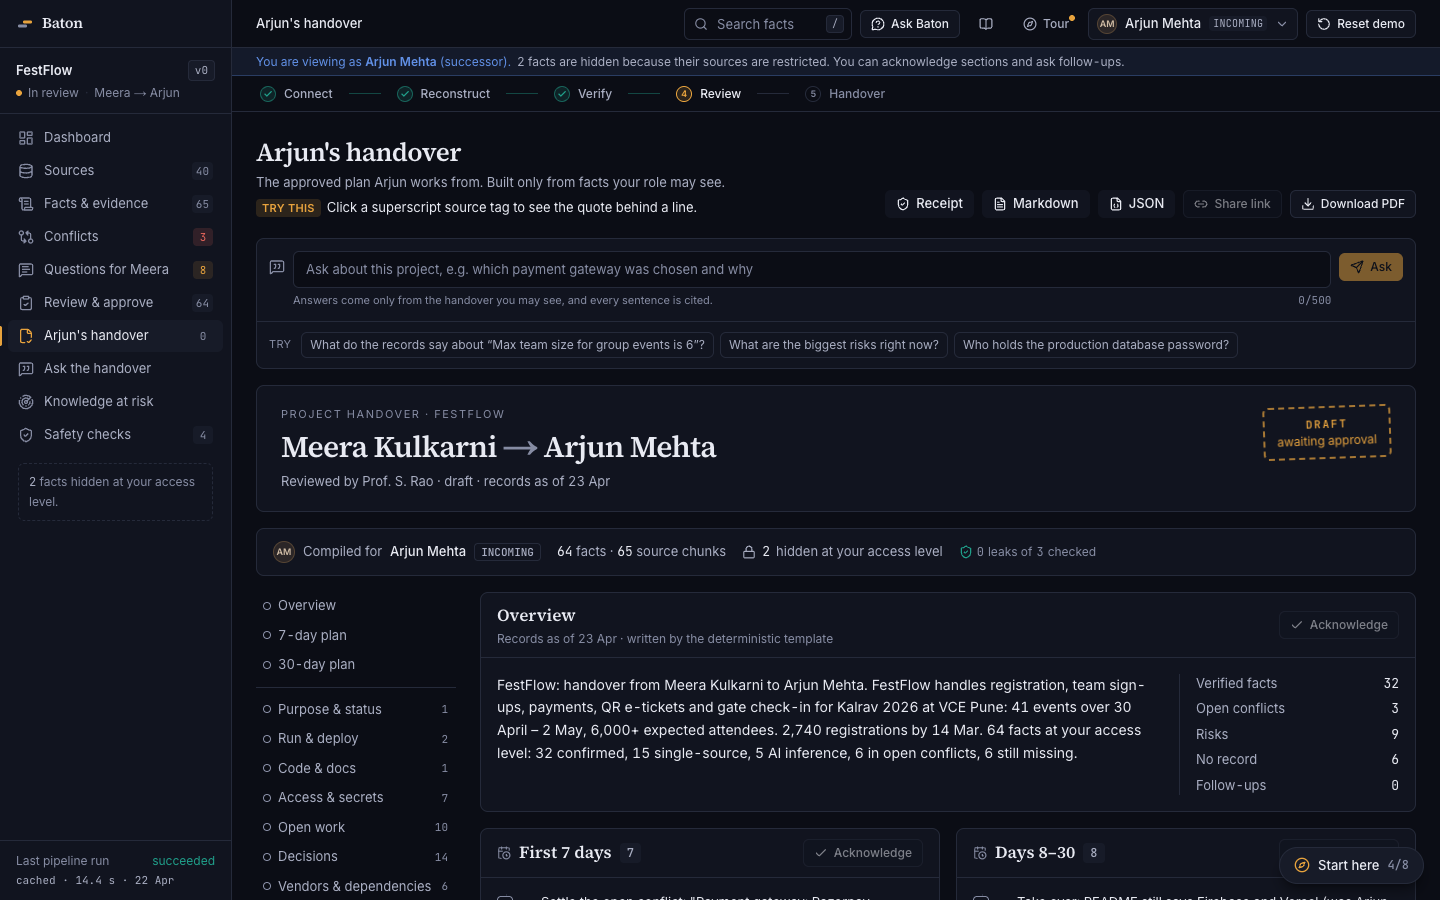 Baton
Arjun's handover
Search facts
/
Ask Baton
Tour
AM
Arjun Mehta
INCOMING
Reset demo
FestFlow
v0
In review · Meera → Arjun
You are viewing as Arjun Mehta (successor). 2 facts are hidden because their sources are restricted. You can acknowledge sections and ask follow-ups.
Connect
Reconstruct
Verify
4 Review
5 Handover
Dashboard
Sources 40
Facts & evidence 65
Conflicts 3
Questions for Meera 8
Review & approve 64
Arjun's handover 0
Ask the handover
Knowledge at risk
Safety checks 4
2 facts hidden at your access
level.
Last pipeline run succeeded
cached · 14.4 s · 22 Apr
Arjun's handover
The approved plan Arjun works from. Built only from facts your role may see.
TRY THIS Click a superscript source tag to see the quote behind a line.
Receipt
Markdown
JSON
Share link
Download PDF
Ask about this project, e.g. which payment gateway was chosen and why
Ask
Answers come only from the handover you may see, and every sentence is cited.
0/500
TRY
What do the records say about “Max team size for group events is 6”?
What are the biggest risks right now?
Who holds the production database password?
PROJECT HANDOVER · FESTFLOW
Meera Kulkarni → Arjun Mehta
Reviewed by Prof. S. Rao · draft · records as of 23 Apr
DRAFT
awaiting approval
AM Compiled for Arjun Mehta INCOMING 64 facts · 65 source chunks 2 hidden at your access level 0 leaks of 3 checked
Overview
7-day plan
30-day plan
Purpose & status 1
Run & deploy 2
Code & docs 1
Access & secrets 7
Open work 10
Decisions 14
Vendors & dependencies 6
Overview
Records as of 23 Apr · written by the deterministic template
Acknowledge
FestFlow: handover from Meera Kulkarni to Arjun Mehta. FestFlow handles registration, team sign-
ups, payments, QR e-tickets and gate check-in for Kalrav 2026 at VCE Pune: 41 events over 30
April – 2 May, 6,000+ expected attendees. 2,740 registrations by 14 Mar. 64 facts at your access
level: 32 confirmed, 15 single-source, 5 AI inference, 6 in open conflicts, 6 still missing.
Verified facts 32
Open conflicts 3
Risks 9
No record 6
Follow-ups 0
First 7 days 7
Acknowledge
Days 8–30 8
Start here 4/8